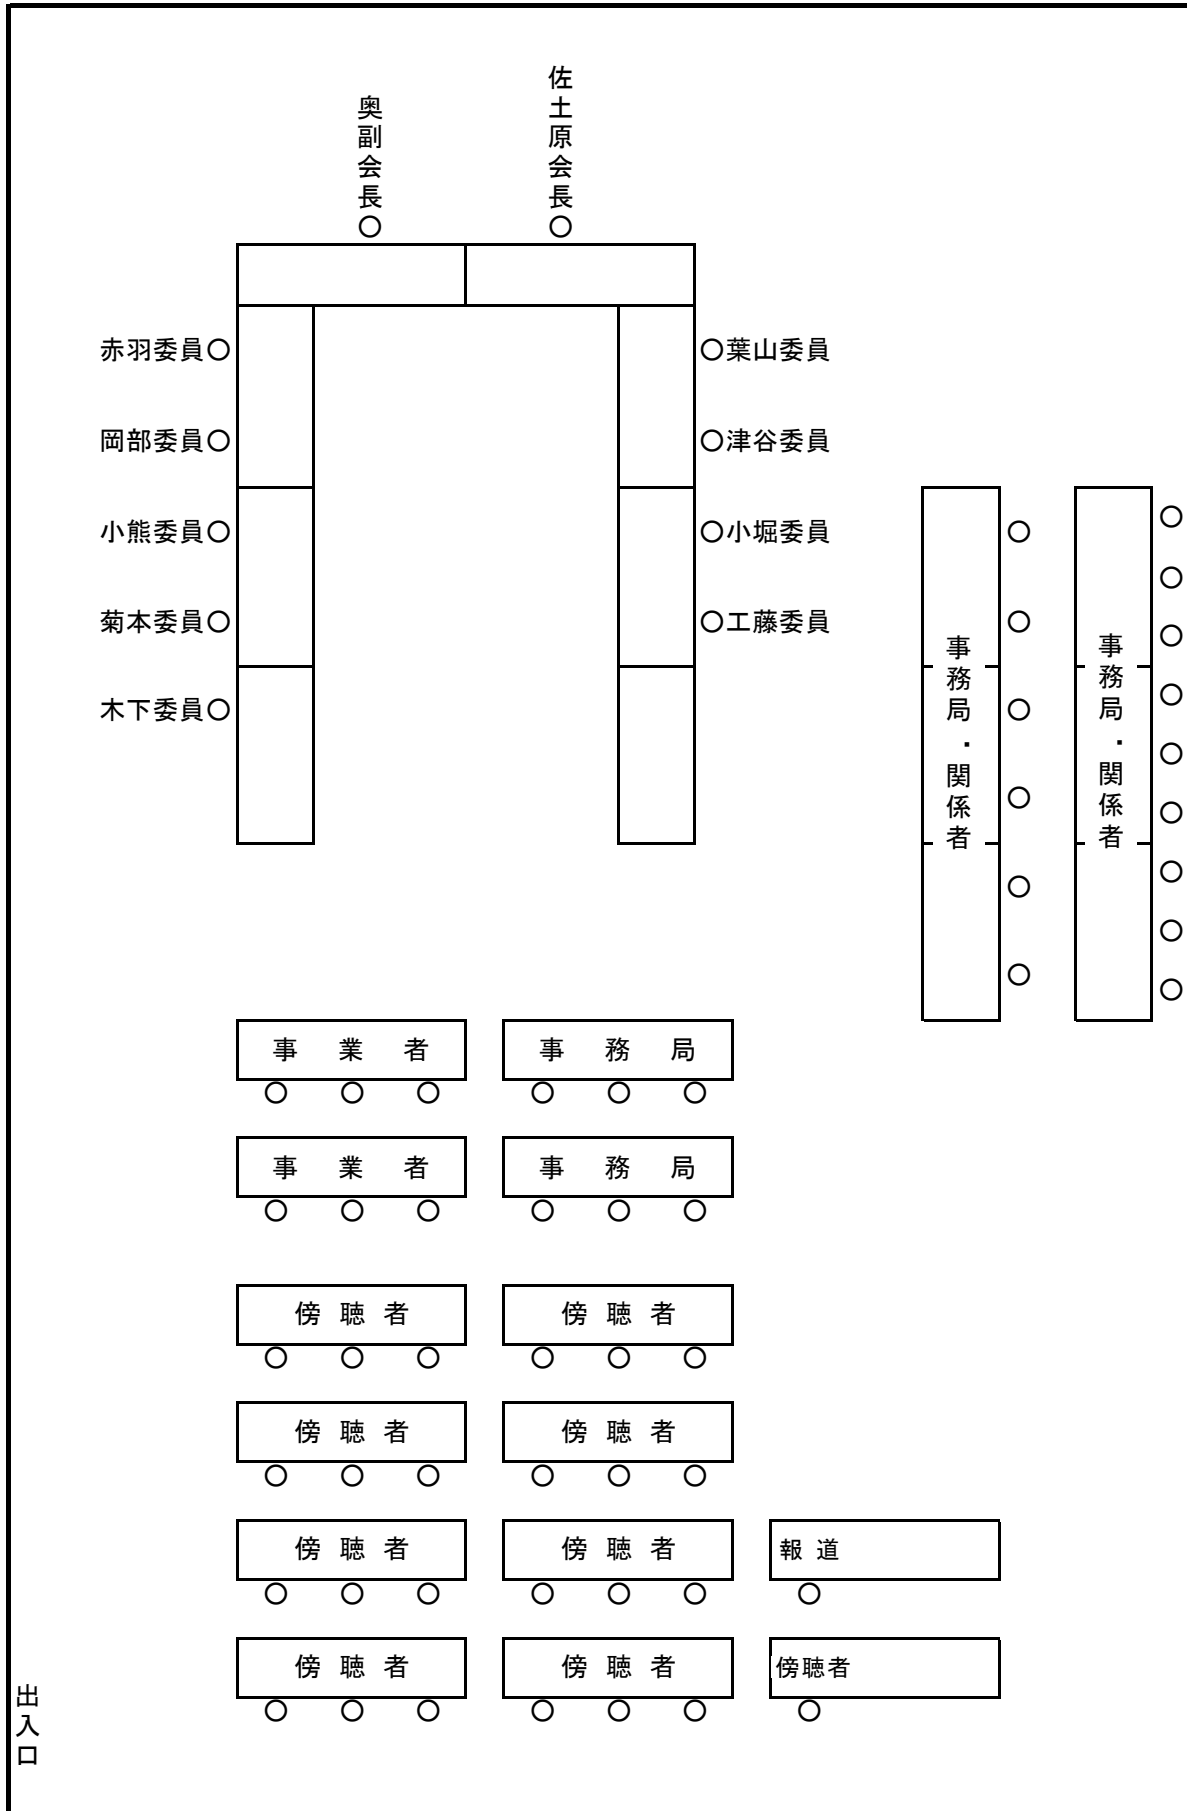 佐土原会長○
奥副会長○
赤羽委員○
○葉山委員
岡部委員○
○津谷委員
小熊委員○
○小堀委員
菊本委員○
○工藤委員
木下委員○
事務局・関係者
事務局・関係者
事業者
事務局
事業者
事務局
傍聴者
傍聴者
傍聴者
傍聴者
傍聴者
傍聴者
報道
傍聴者
傍聴者
傍聴者
出入口